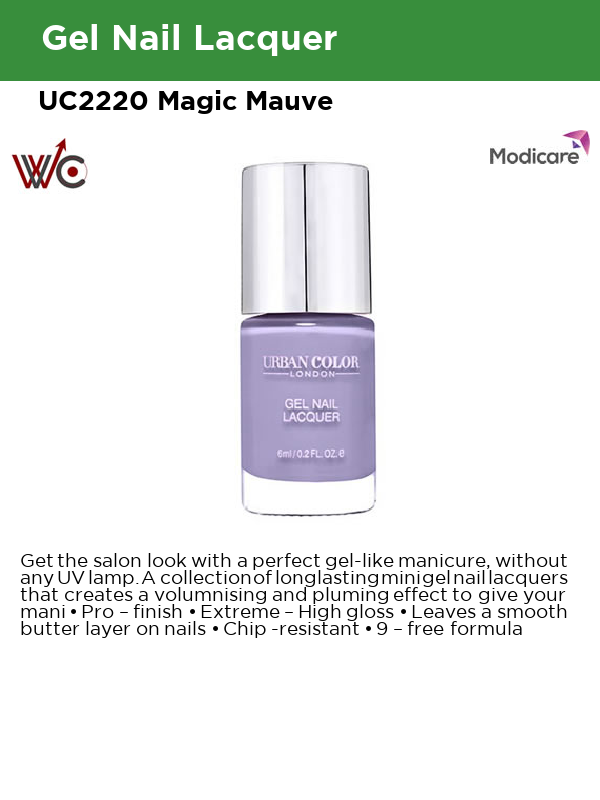 Gel Nail Lacquer
UC2220 Magic Mauve
WC
Modicare
URBAN COLOR
LONDON
GEL NAIL
LACQUER
6ml/0.2 FL. OZ. e
Get the salon look with a perfect gel-like manicure, without
any UV lamp. A collection of longlasting mini gel nail lacquers
that creates a volumnising and pluming effect to give your
mani • Pro – finish • Extreme – High gloss • Leaves a smooth
butter layer on nails • Chip -resistant • 9 – free formula